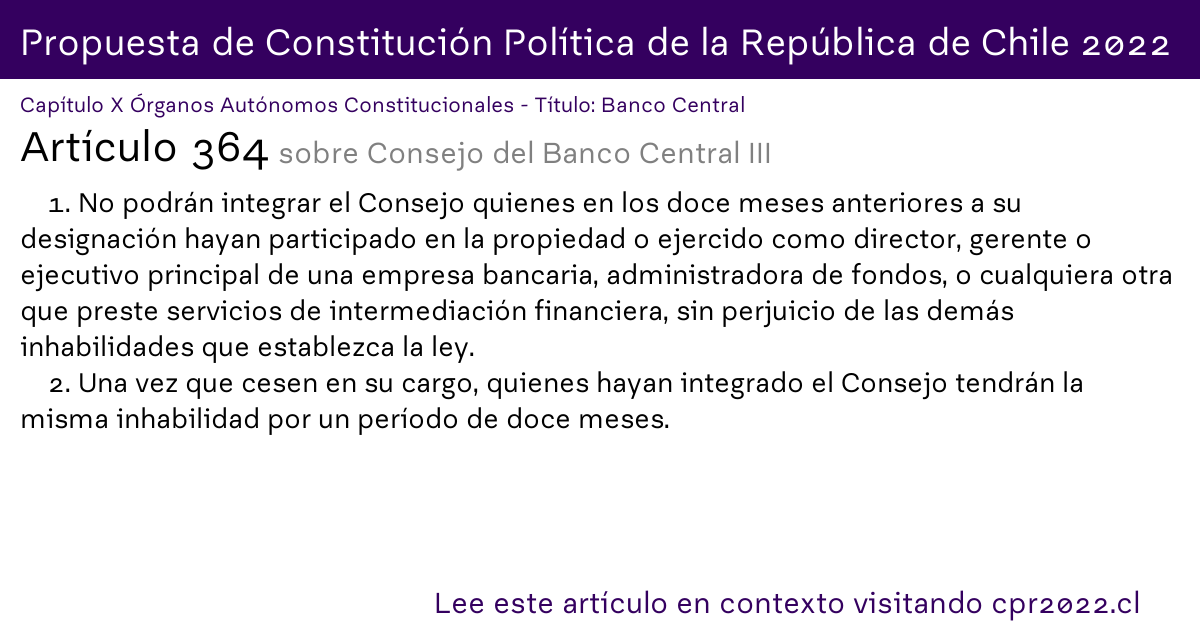 Propuesta de Constitución Política de la República de Chile 2022
Capítulo X Órganos Autónomos Constitucionales - Título: Banco Central
Artículo 364 sobre Consejo del Banco Central III
1. No podrán integrar el Consejo quienes en los doce meses anteriores a su
designación hayan participado en la propiedad o ejercido como director, gerente o
ejecutivo principal de una empresa bancaria, administradora de fondos, o cualquiera otra
que preste servicios de intermediación financiera, sin perjuicio de las demás
inhabilidades que establezca la ley.
2. Una vez que cesen en su cargo, quienes hayan integrado el Consejo tendrán la
misma inhabilidad por un período de doce meses.
Lee este artículo en contexto visitando cpr2022.cl